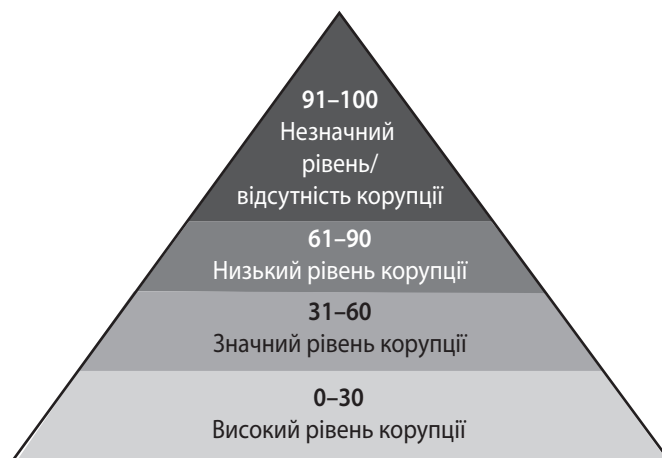 91–100
Незначний
рівень/
відсутність корупції
61–90
Низький рівень корупції
31–60
Значний рівень корупції
0–30
Високий рівень корупції